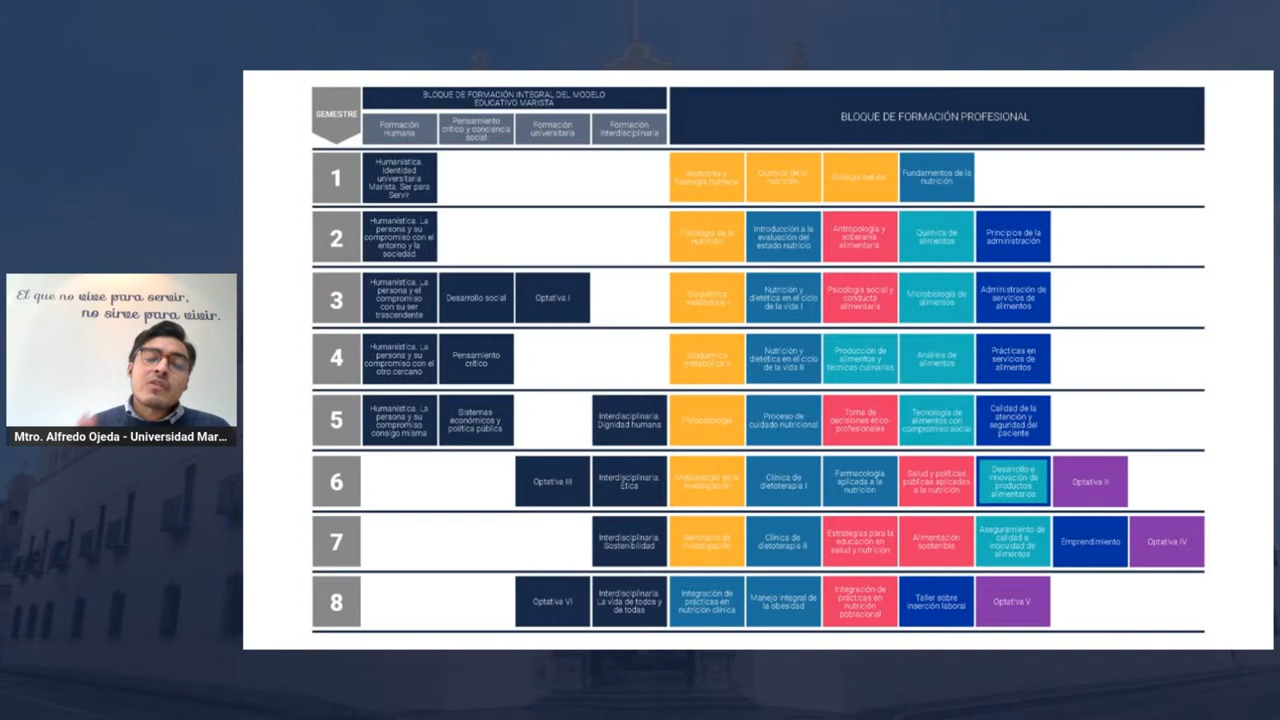 El que no vive para servir,
no sirve para vivir.
Mtro. Alfredo Ojeda - Universidad Mar...
SEMESTRE
BLOQUE DE FORMACIÓN INTEGRAL DEL MODELO
EDUCATIVO MARISTA
Formación
Humana
Pensamiento
crítico y conciencia
social
Formación
universitaria
Formación
Interdisciplinaria
BLOQUE DE FORMACIÓN PROFESIONAL
1
Humanística.
Identidad
universitaria
Marista. Ser para
Servir
Anatomía y
fisiología humana
Química de la
nutrición
Biología celular
Fundamentos de la
nutrición
2
Humanística. La
persona y su
compromiso con el
entorno y la
sociedad
Fisiología de la
nutrición
Introducción a la
evaluación del
estado nutricio
Antropología y
soberanía
alimentaria
Química de
alimentos
Principios de la
administración
3
Humanística. La
persona y el
compromiso
con su ser
trascendente
Desarrollo social
Optativa I
Bioquímica
metabólica I
Nutrición y
dietética en el ciclo
de la vida I
Psicología social y
conducta
alimentaria
Microbiología de
alimentos
Administración de
servicios de
alimentos
4
Humanística. La
persona y su
compromiso con el
otro cercano
Pensamiento
crítico
Bioquímica
metabólica II
Nutrición y
dietética en el ciclo
de la vida II
Producción de
alimentos y
técnicas culinarias
Análisis de
alimentos
Prácticas en
servicios de
alimentos
5
Humanística. La
persona y su
compromiso
consigo misma
Sistemas
económicos y
política pública
Interdisciplinaria.
Dignidad humana
Fisiopatología
Proceso de
cuidado nutricional
Toma de
decisiones ético-
profesionales
Tecnología de
alimentos con
compromiso social
Calidad de la
atención y
seguridad del
paciente
6
Optativa III
Interdisciplinaria.
Ética
Metodología de la
investigación
Clínica de
dietoterapia I
Farmacología
aplicada a la
nutrición
Salud y políticas
públicas aplicadas
a la nutrición
Desarrollo e
innovación de
productos
alimentarios
Optativa II
7
Interdisciplinaria.
Sostenibilidad
Seminario de
investigación
Clínica de
dietoterapia II
Estrategias para la
educación en
salud y nutrición
Alimentación
sostenible
Aseguramiento de
calidad e
inocuidad de
alimentos
Emprendimiento
Optativa IV
8
Optativa VI
Interdisciplinaria.
La vida de todos y
de todas
Integración de
prácticas en
nutrición clínica
Manejo integral de
la obesidad
Integración de
prácticas en
nutrición
poblacional
Taller sobre
inserción laboral
Optativa V